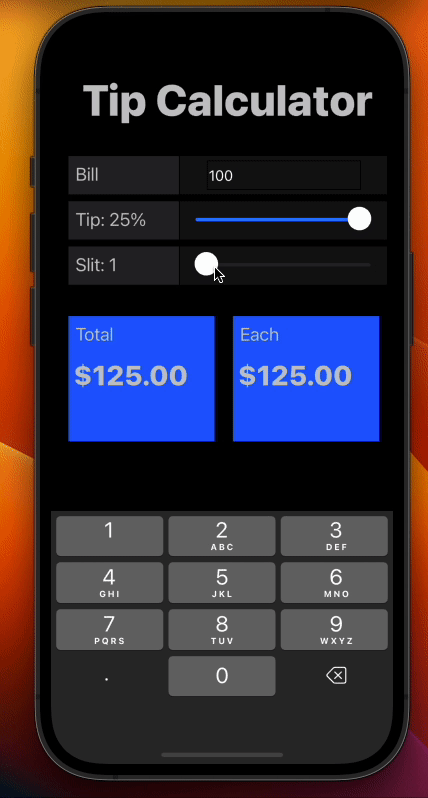 Tip Calculator
Bill
100
Tip: 25%
Slit: 1
Total
Each
$125.00
$125.00
1
2
3
ABC
DEF
4
5
6
GHI
JKL
MNO
7
8
9
PQRS
TUV
WXYZ
.
0